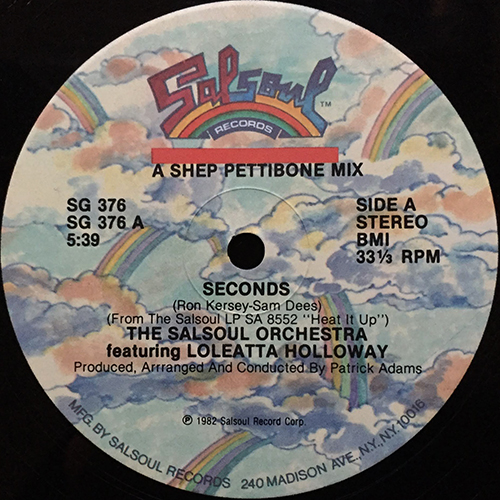 Salsoul
TM
RECORDS
A SHEP PETTIBONE MIX
SG 376
SG 376 A
5:39
SIDE A
STEREO
BMI
33⅓ RPM
SECONDS
(Ron Kersey-Sam Dees)
(From The Salsoul LP SA 8552 "Heat It Up")
THE SALSOUL ORCHESTRA
featuring LOLEATTA HOLLOWAY
Produced, Arrranged And Conducted By Patrick Adams
℗ 1982 Salsoul Record Corp.
MFG. BY SALSOUL RECORDS 240 MADISON AVE., N.Y., N.Y. 10016